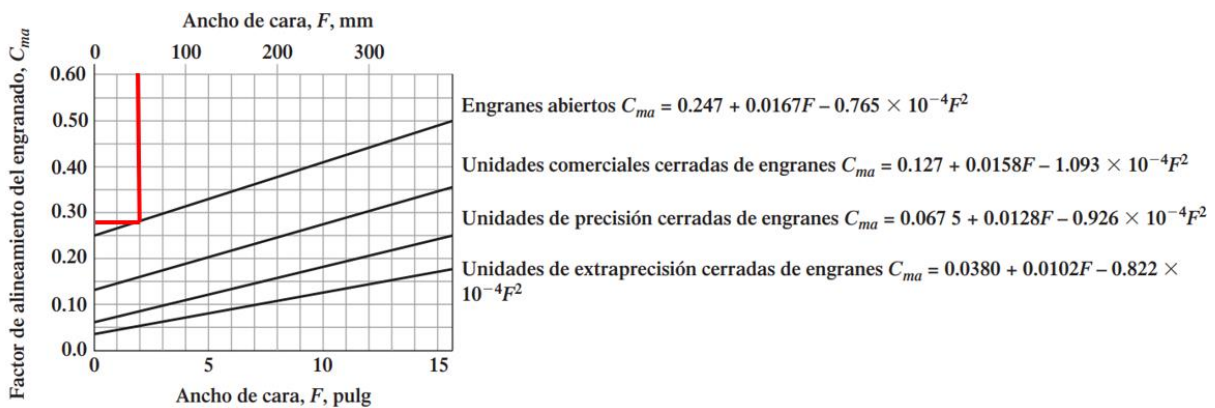 Ancho de cara, F, mm
0 100 200 300
Factor de alineamiento del engranado, Cma
0.60
0.50
0.40
0.30
0.20
0.10
0.0
0 5 10 15
Ancho de cara, F, pulg
Engranes abiertos Cma = 0.247 + 0.0167F – 0.765 × 10⁻⁴F²
Unidades comerciales cerradas de engranes Cma = 0.127 + 0.0158F – 1.093 × 10⁻⁴F²
Unidades de precisión cerradas de engranes Cma = 0.067 5 + 0.0128F – 0.926 × 10⁻⁴F²
Unidades de extraprecisión cerradas de engranes Cma = 0.0380 + 0.0102F – 0.822 ×
10⁻⁴F²